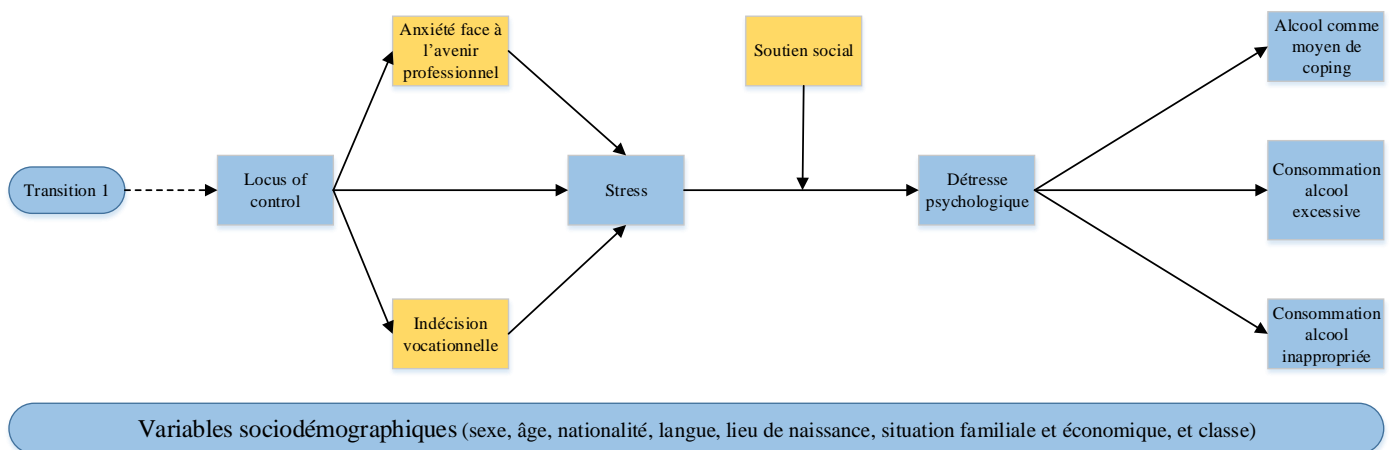 Anxiété face à
l'avenir
professionnel
Soutien social
Alcool comme
moyen de
coping
Transition 1
Locus of
control
Stress
Détresse
psychologique
Consommation
alcool
excessive
Indécision
vocationnelle
Consommation
alcool
inappropriée
Variables sociodémographiques (sexe, âge, nationalité, langue, lieu de naissance, situation familiale et économique, et classe)